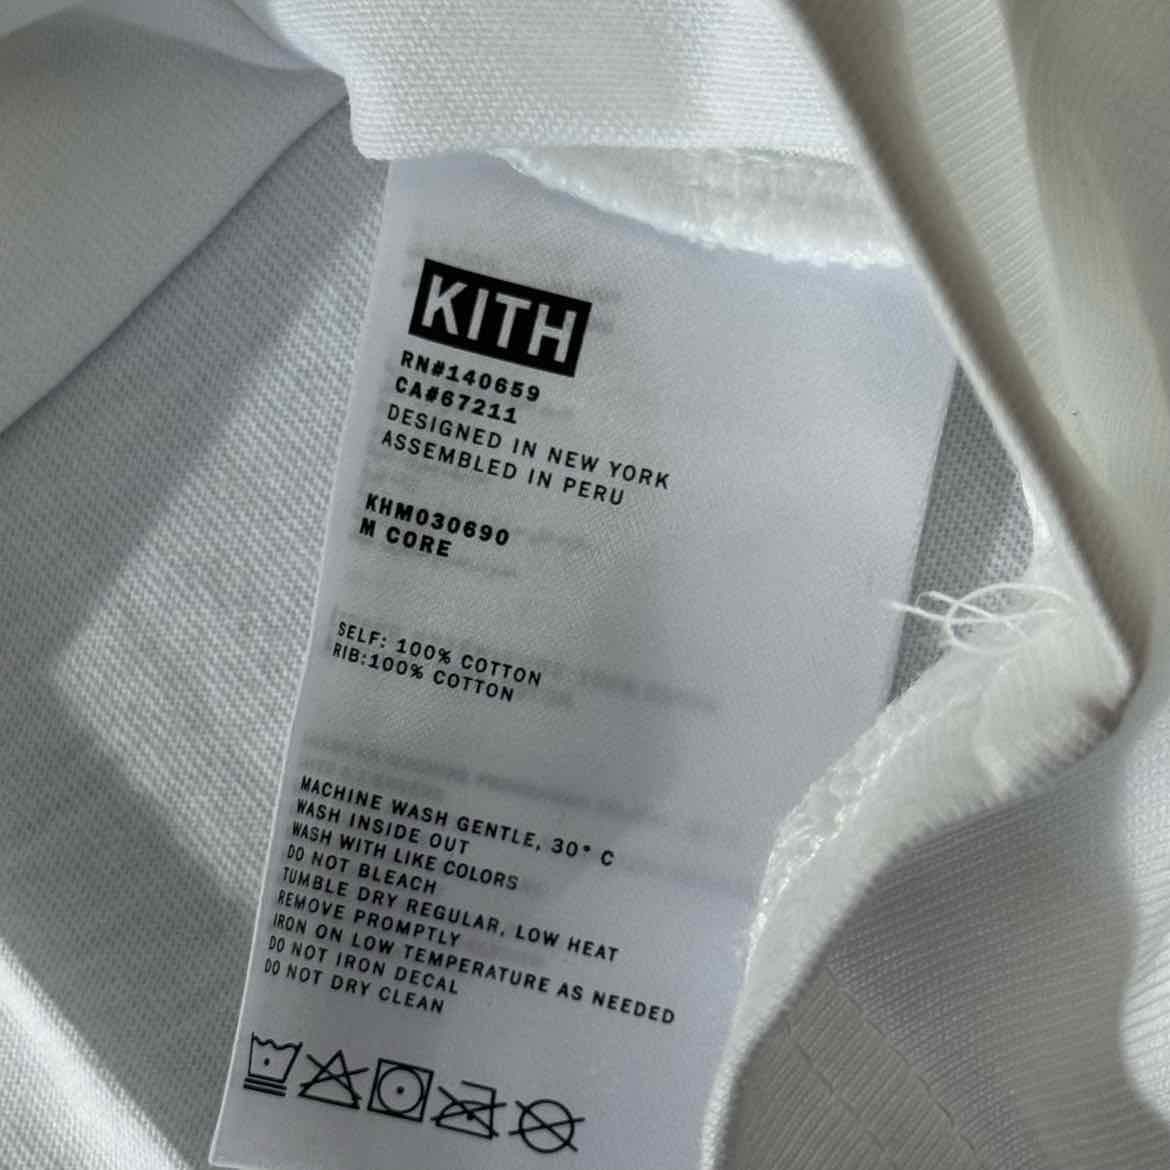 KITH
RN#140659
CA#67211
DESIGNED IN NEW YORK
ASSEMBLED IN PERU
KHM030690
M CORE
SELF: 100% COTTON
RIB:100% COTTON
MACHINE WASH GENTLE, 30° C
WASH INSIDE OUT
WASH WITH LIKE COLORS
DO NOT BLEACH
TUMBLE DRY REGULAR, LOW HEAT
REMOVE PROMPTLY
IRON ON LOW TEMPERATURE AS NEEDED
DO NOT IRON DECAL
DO NOT DRY CLEAN